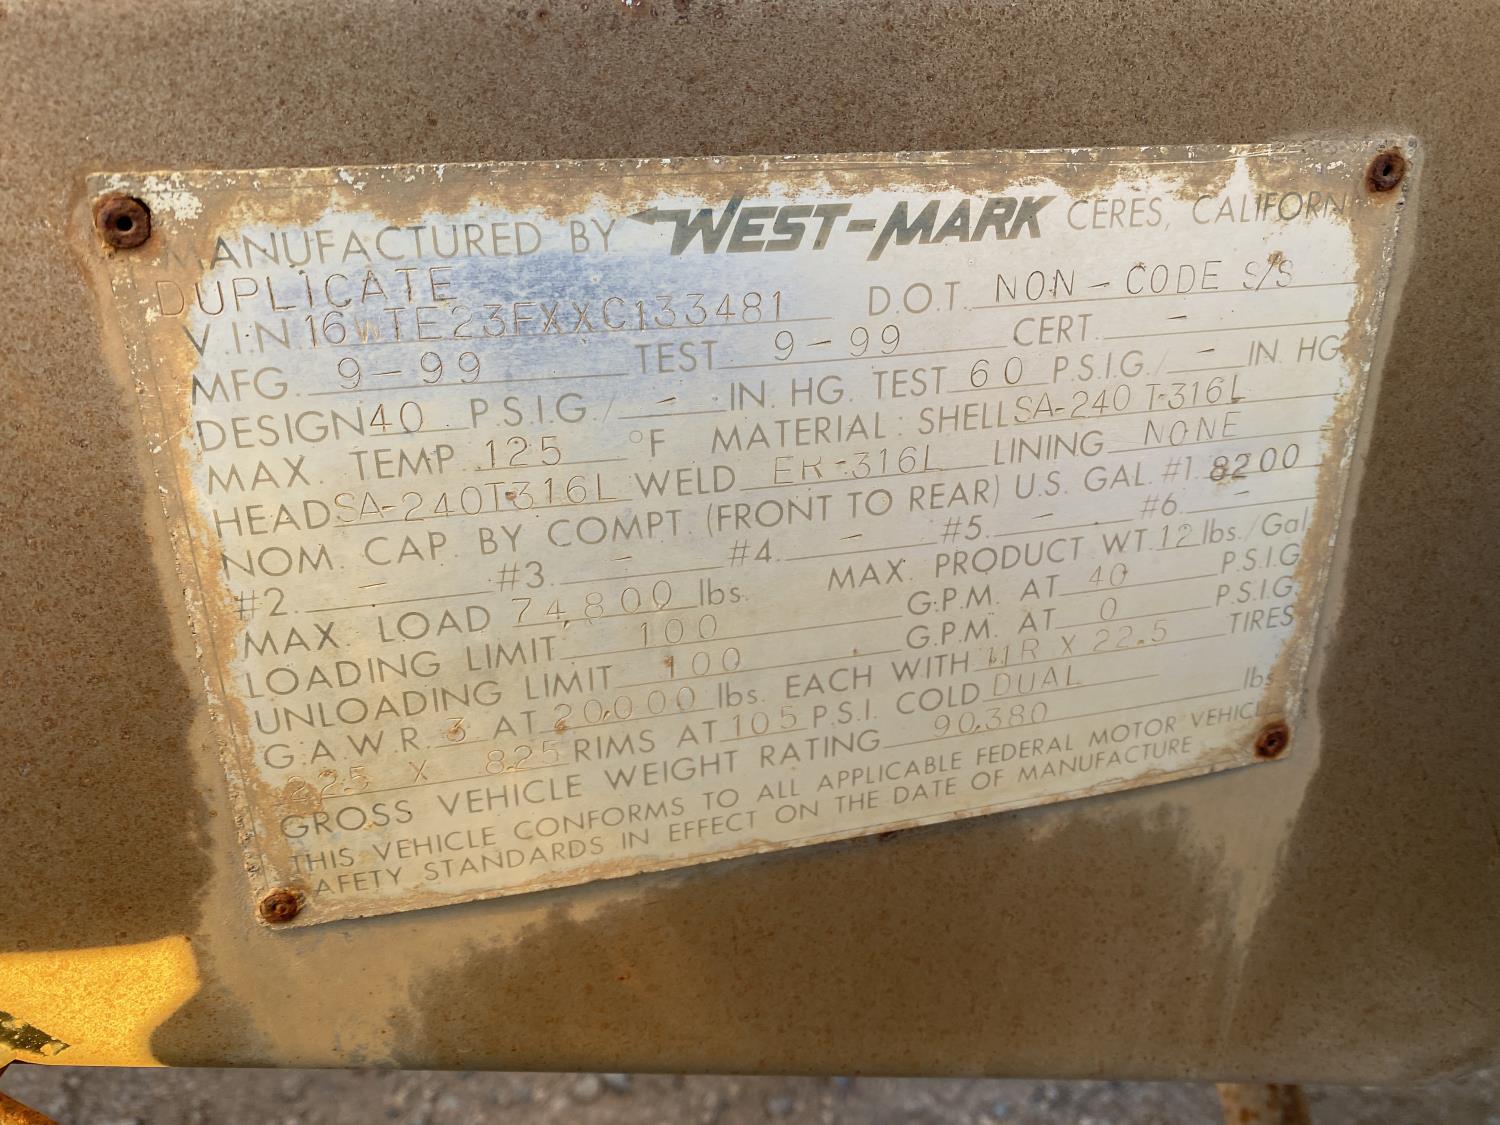 MANUFACTURED BY WEST-MARK CERES, CALIFORN
DUPLICATE
V.I.N. 16WTE23FXXC133481 D.O.T. NON - CODE S/S
MFG. 9-99 TEST 9-99 CERT. -
DESIGN 40 P.S.I.G./ - IN. HG. TEST 60 P.S.I.G./ - IN. HG.
MAX. TEMP 125 °F MATERIAL: SHELL SA-240 T-316L
HEAD SA-240T-316L WELD ER-316L LINING NONE
NOM. CAP. BY COMPT. (FRONT TO REAR) U.S. GAL. #1. 8200
#2. - #3. - #4. - #5. - #6. -
MAX. LOAD 74,800 lbs. MAX. PRODUCT WT. 12 lbs./Gal.
LOADING LIMIT 100 G.P.M. AT 40 P.S.I.G.
UNLOADING LIMIT 100 G.P.M. AT 0 P.S.I.G.
G.A.W.R. 3 AT 20,000 lbs. EACH WITH 11R X 22.5 TIRES
22.5 X 8.25 RIMS AT 105 P.S.I. COLD DUAL
GROSS VEHICLE WEIGHT RATING 90,380 lbs
THIS VEHICLE CONFORMS TO ALL APPLICABLE FEDERAL MOTOR VEHICLE
SAFETY STANDARDS IN EFFECT ON THE DATE OF MANUFACTURE